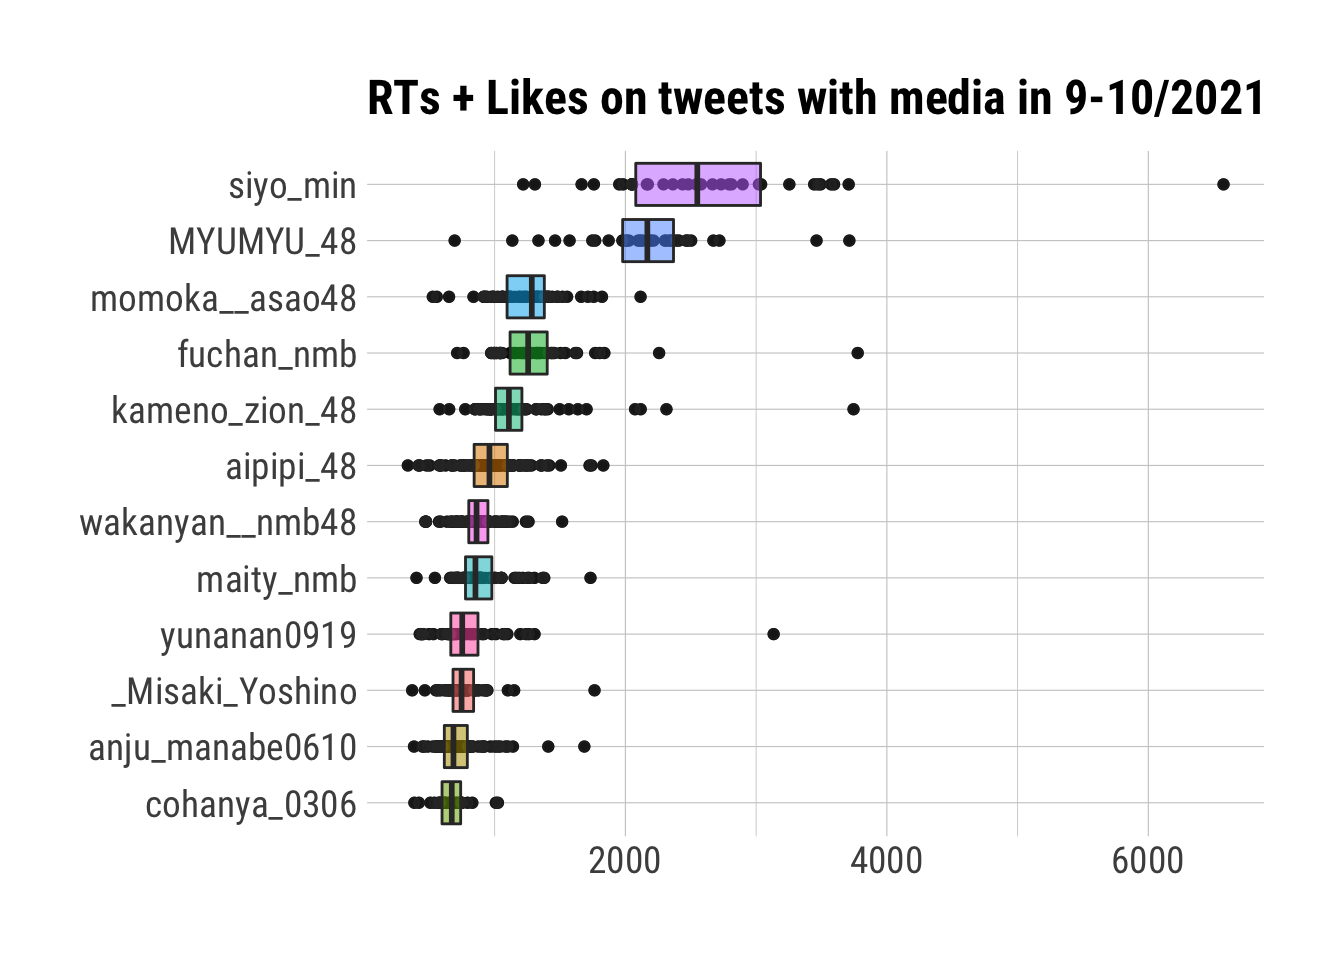 RTs + Likes on tweets with media in 9-10/2021
siyo_min
MYUMYU_48
momoka__asao48
fuchan_nmb
kameno_zion_48
aipipi_48
wakanyan__nmb48
maity_nmb
yunanan0919
_Misaki_Yoshino
anju_manabe0610
cohanya_0306
2000 4000 6000